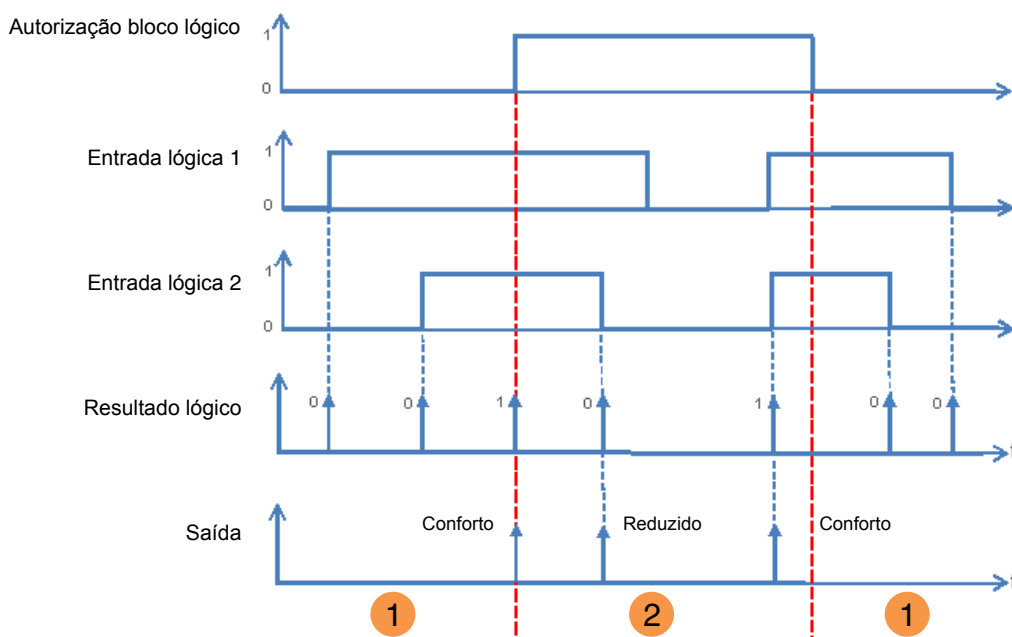 Autorização bloco lógico
1
0
Entrada lógica 1
1
0
Entrada lógica 2
1
0
Resultado lógico
0 0 1 0 1 0 0
t
Saída
Conforto Reduzido Conforto
t
1 2 1